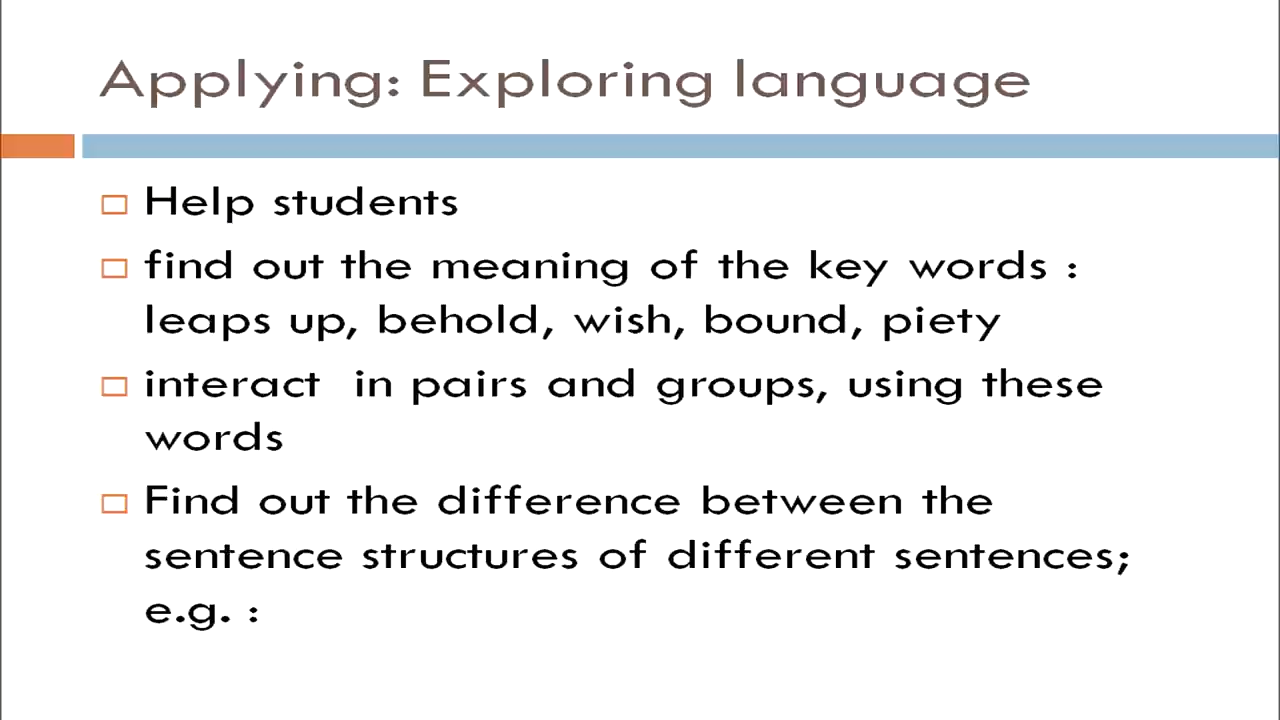 Applying: Exploring language
Help students
find out the meaning of the key words :
leaps up, behold, wish, bound, piety
interact  in pairs and groups, using these
words
Find out the difference between the
sentence structures of different sentences;
e.g. :